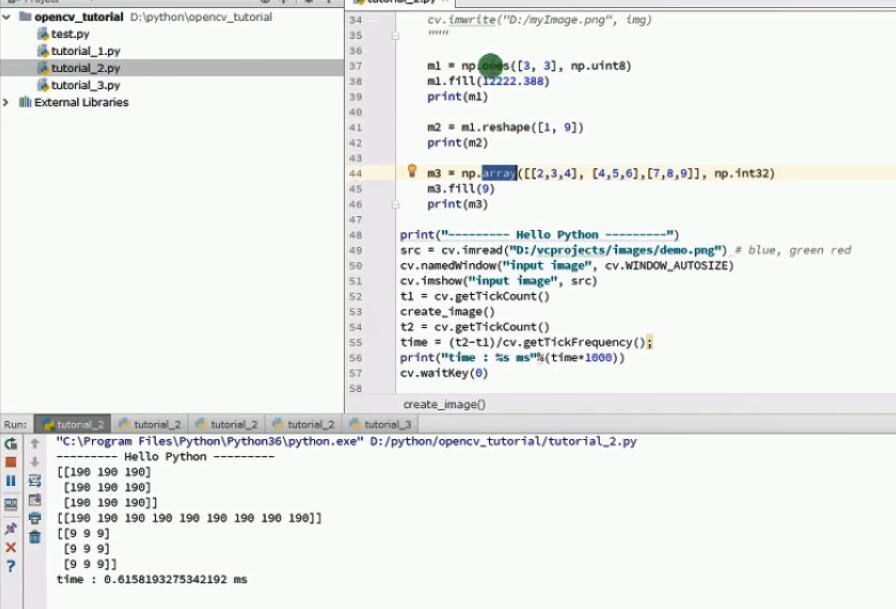 opencv_tutorial D:\python\opencv_tutorial
test.py
tutorial_1.py
tutorial_2.py
tutorial_3.py
External Libraries
34 cv.imwrite("D:/myImage.png", img)
35 """
36
37 m1 = np.ones([3, 3], np.uint8)
38 m1.fill(12222.388)
39 print(m1)
40
41 m2 = m1.reshape([1, 9])
42 print(m2)
43
44 m3 = np.array([[2,3,4], [4,5,6],[7,8,9]], np.int32)
45 m3.fill(9)
46 print(m3)
47
48 print("--------- Hello Python ---------")
49 src = cv.imread("D:/vcprojects/images/demo.png") # blue, green red
50 cv.namedWindow("input image", cv.WINDOW_AUTOSIZE)
51 cv.imshow("input image", src)
52 t1 = cv.getTickCount()
53 create_image()
54 t2 = cv.getTickCount()
55 time = (t2-t1)/cv.getTickFrequency();
56 print("time : %s ms"%(time*1000))
57 cv.waitKey(0)
58
create_image()
Run: tutorial_2 tutorial_2 tutorial_2 tutorial_2 tutorial_3
"C:\Program Files\Python\Python36\python.exe" D:/python/opencv_tutorial/tutorial_2.py
--------- Hello Python ---------
[[190 190 190]
[190 190 190]
[190 190 190]]
[[190 190 190 190 190 190 190 190 190]]
[[9 9 9]
[9 9 9]
[9 9 9]]
time : 0.6158193275342192 ms